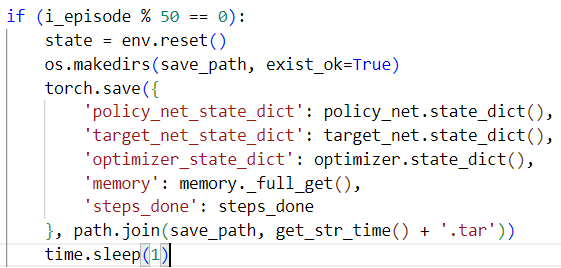 if (i_episode % 50 == 0):
    state = env.reset()
    os.makedirs(save_path, exist_ok=True)
    torch.save({
        'policy_net_state_dict': policy_net.state_dict(),
        'target_net_state_dict': target_net.state_dict(),
        'optimizer_state_dict': optimizer.state_dict(),
        'memory': memory._full_get(),
        'steps_done': steps_done
    }, path.join(save_path, get_str_time() + '.tar'))
    time.sleep(1)